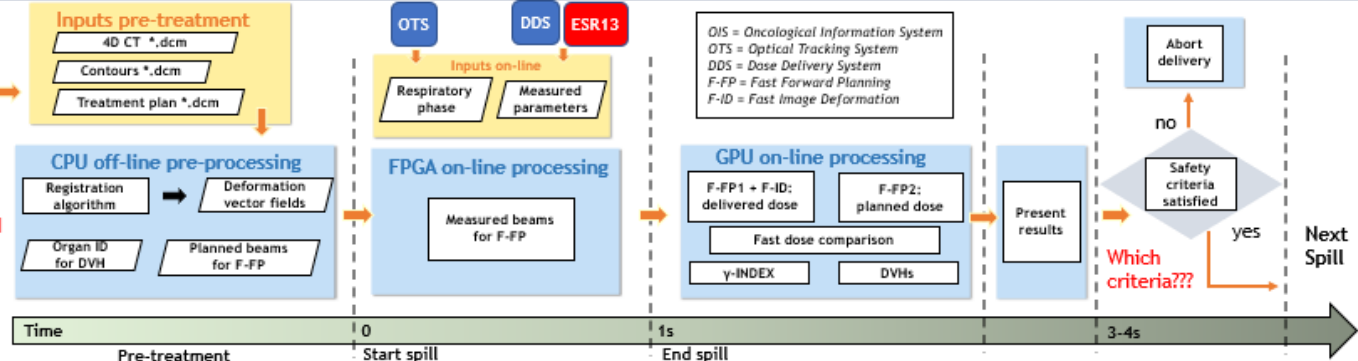 Inputs pre-treatment
4D CT *.dcm
Contours *.dcm
Treatment plan *.dcm
CPU off-line pre-processing
Registration
algorithm
Deformation
vector fields
Organ ID
for DVH
Planned beams
for F-FP
OTS
DDS
ESR13
Inputs on-line
Respiratory
phase
Measured
parameters
FPGA on-line processing
Measured beams
for F-FP
OIS = Oncological Information System
OTS = Optical Tracking System
DDS = Dose Delivery System
F-FP = Fast Forward Planning
F-ID = Fast Image Deformation
GPU on-line processing
F-FP1 + F-ID:
delivered dose
F-FP2:
planned dose
Fast dose comparison
γ-INDEX
DVHs
Present
results
Abort
delivery
no
Safety
criteria
satisfied
yes
Which
criteria???
Next
Spill
Time
0
1s
3-4s
Pre-treatment
Start spill
End spill